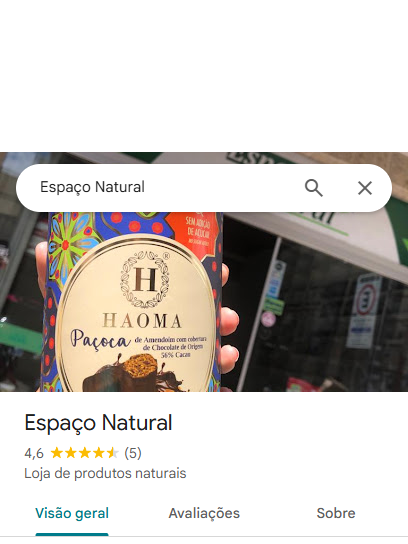 Espaço Natural
SEM ADIÇÃO
DE AÇÚCAR
H
®
HAOMA
Paçoca de Amendoim com cobertura
de Chocolate de Origem
56% Cacau
Espaço Natural
4,6 (5)
Loja de produtos naturais
Visão geral
Avaliações
Sobre